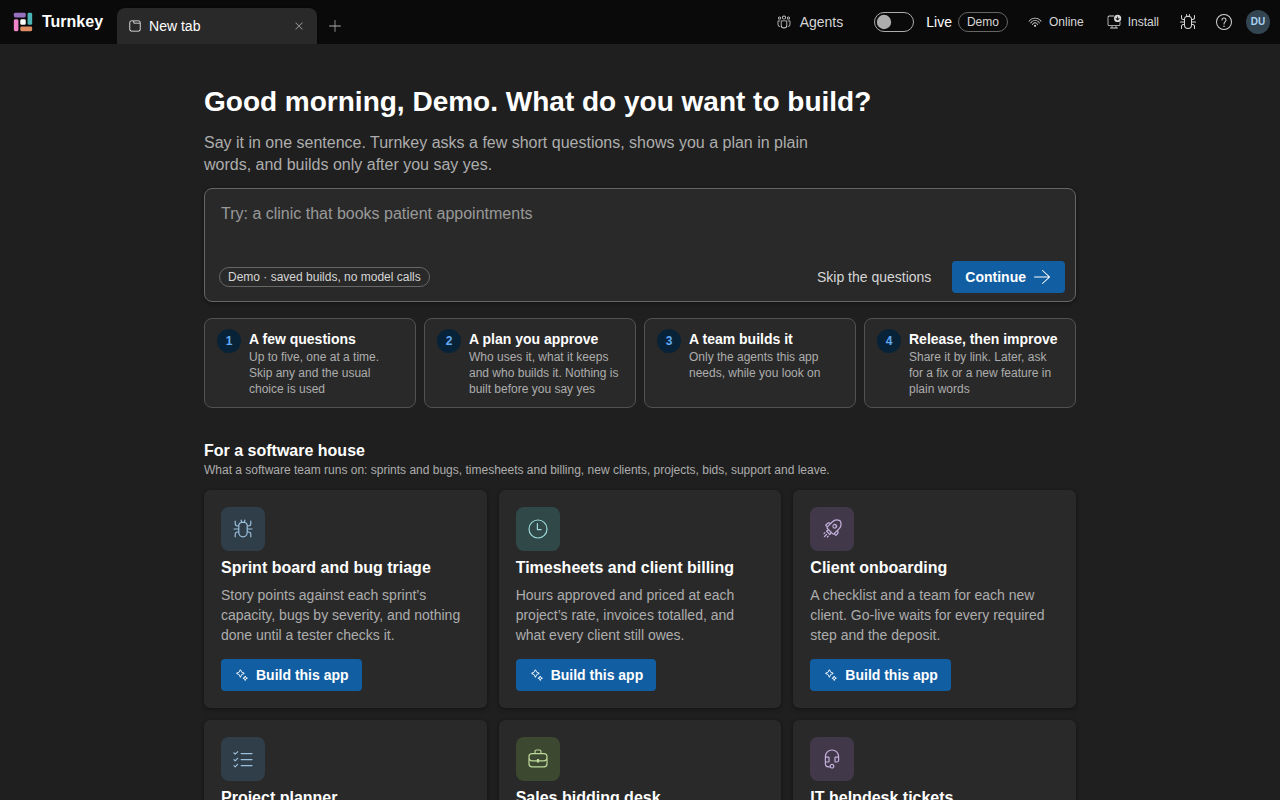 Turnkey
New tab
Agents
Live
Demo
Online
Install
DU
Good morning, Demo. What do you want to build?
Say it in one sentence. Turnkey asks a few short questions, shows you a plan in plain
words, and builds only after you say yes.
Try: a clinic that books patient appointments
Demo · saved builds, no model calls
Skip the questions
Continue
1
A few questions
Up to five, one at a time.
Skip any and the usual
choice is used
2
A plan you approve
Who uses it, what it keeps
and who builds it. Nothing is
built before you say yes
3
A team builds it
Only the agents this app
needs, while you look on
4
Release, then improve
Share it by link. Later, ask
for a fix or a new feature in
plain words
For a software house
What a software team runs on: sprints and bugs, timesheets and billing, new clients, projects, bids, support and leave.
Sprint board and bug triage
Story points against each sprint's
capacity, bugs by severity, and nothing
done until a tester checks it.
Build this app
Timesheets and client billing
Hours approved and priced at each
project's rate, invoices totalled, and
what every client still owes.
Build this app
Client onboarding
A checklist and a team for each new
client. Go-live waits for every required
step and the deposit.
Build this app
Project planner
Sales bidding desk
IT helpdesk tickets